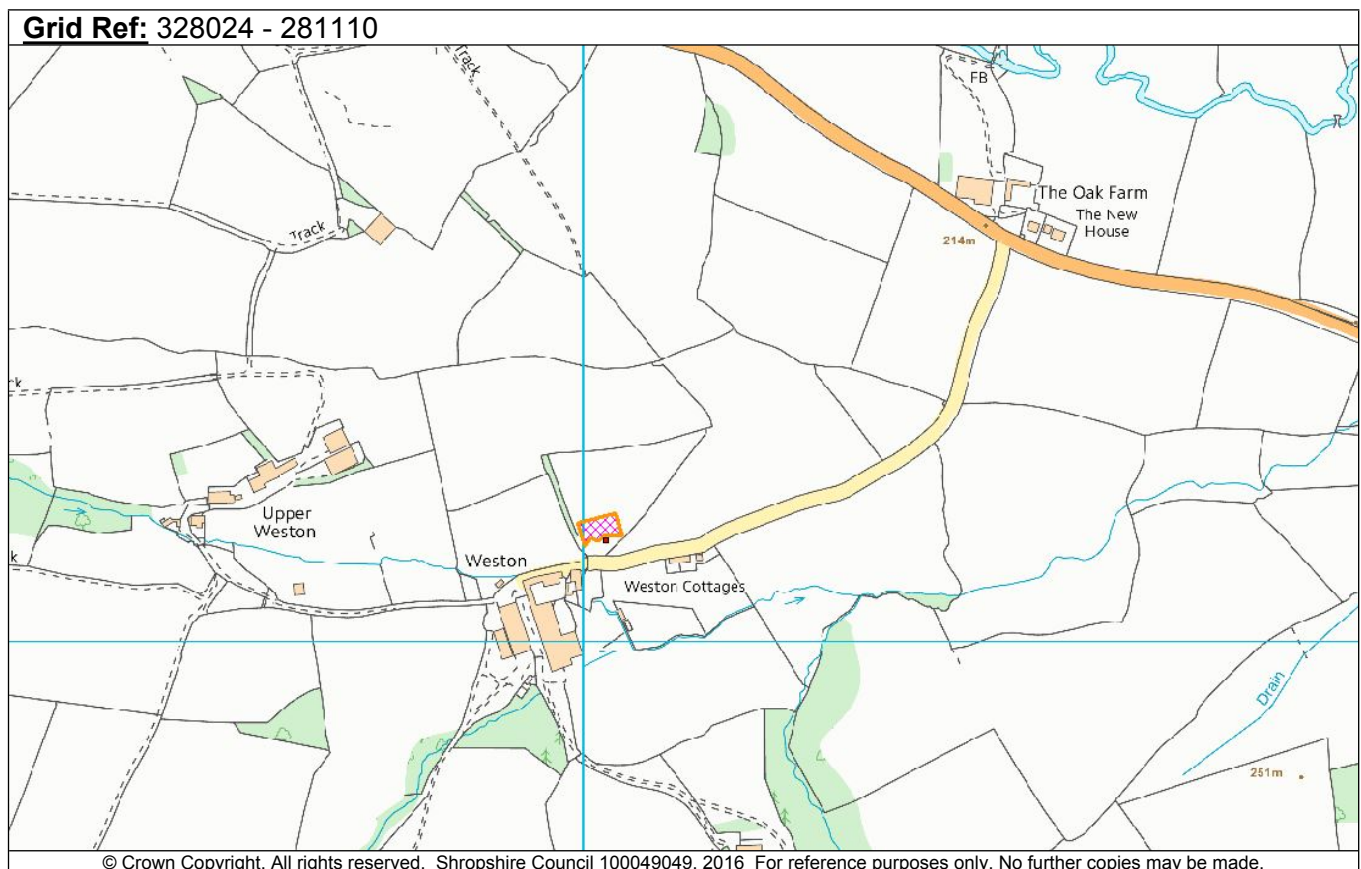 Grid Ref: 328024 - 281110
Track
FB
The Oak Farm
The New
House
214m
Track
Upper
Weston
Weston
Weston Cottages
Drain
251m
© Crown Copyright. All rights reserved. Shropshire Council 100049049. 2016 For reference purposes only. No further copies may be made.